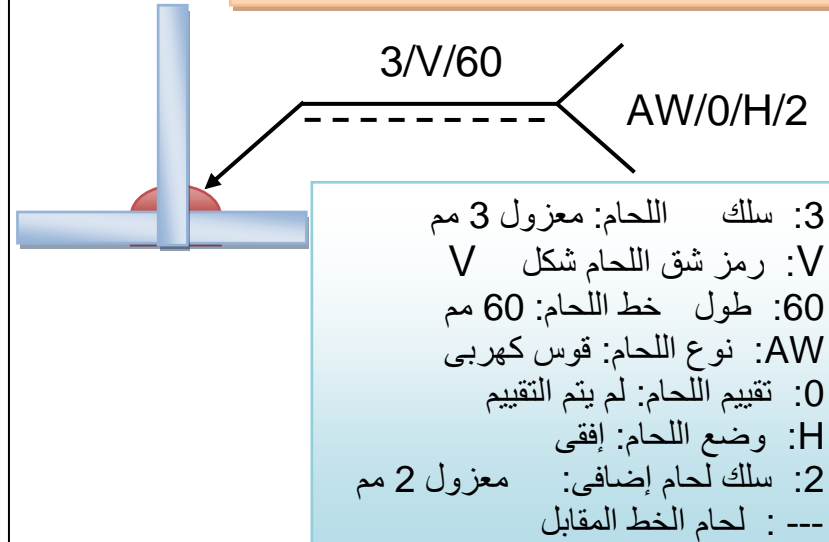 3/V/60
AW/0/H/2
3: سلك اللحام: معزول 3 مم
V: رمز شق اللحام شكل V
60: طول خط اللحام: 60 مم
AW: نوع اللحام: قوس كهربى
0: تقييم اللحام: لم يتم التقييم
H: وضع اللحام: إفقى
2: سلك لحام إضافى: معزول 2 مم
--- : لحام الخط المقابل